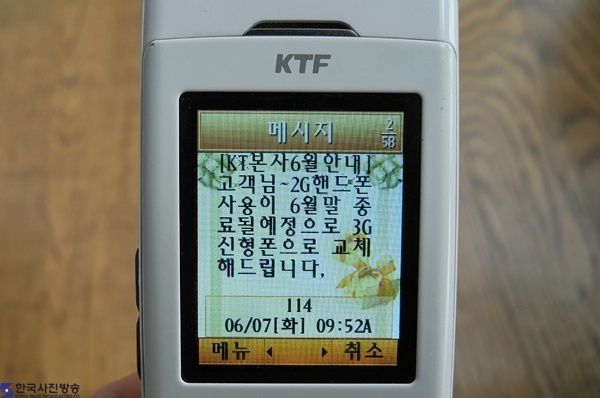 KTF
메시지 2/58
[KT본사6월안내]
고객님~2G핸드폰
사용이 6월말 종
료될예정으로 3G
신형폰으로 교체
해드립니다,
114
06/07[화] 09:52A
메뉴 취소
한국사진방송